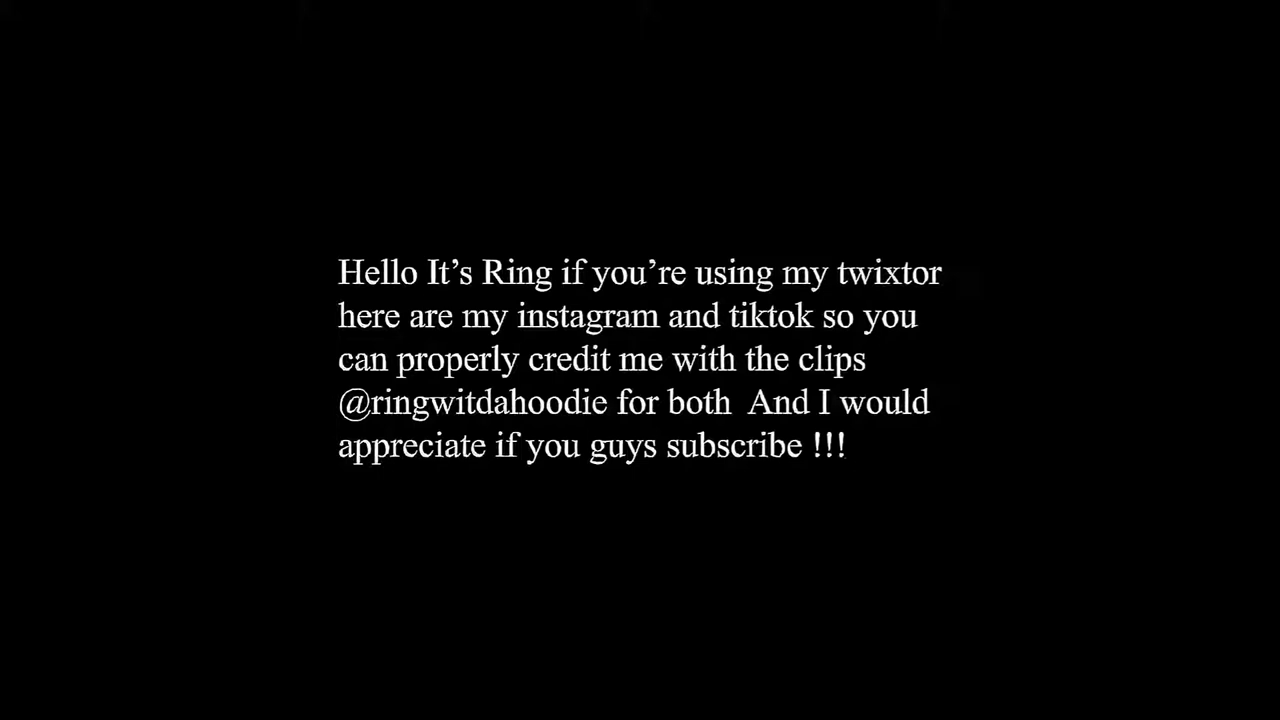 Hello It’s Ring if you’re using my twixtor
here are my instagram and tiktok so you
can properly credit me with the clips
@ringwitdahoodie for both  And I would
appreciate if you guys subscribe !!!